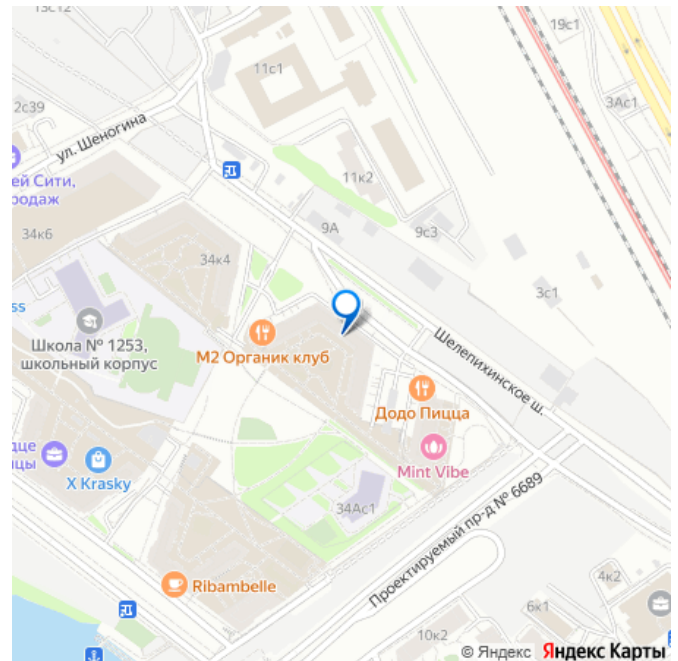 13с12
19с1
11с1
2с39
3Ас1
ул. Шеногина
11к2
ей Сити,
родаж
34к6
9А
9с3
34к4
3с1
ss
Школа № 1253,
школьный корпус
М2 Органик клуб
Шелепихинское ш.
Додо Пицца
дце
цы
X Krasky
Mint Vibe
34Ас1
Проектируемый пр-д № 6689
Ribambelle
4к2
6к1
10к2
© Яндекс Яндекс Карты